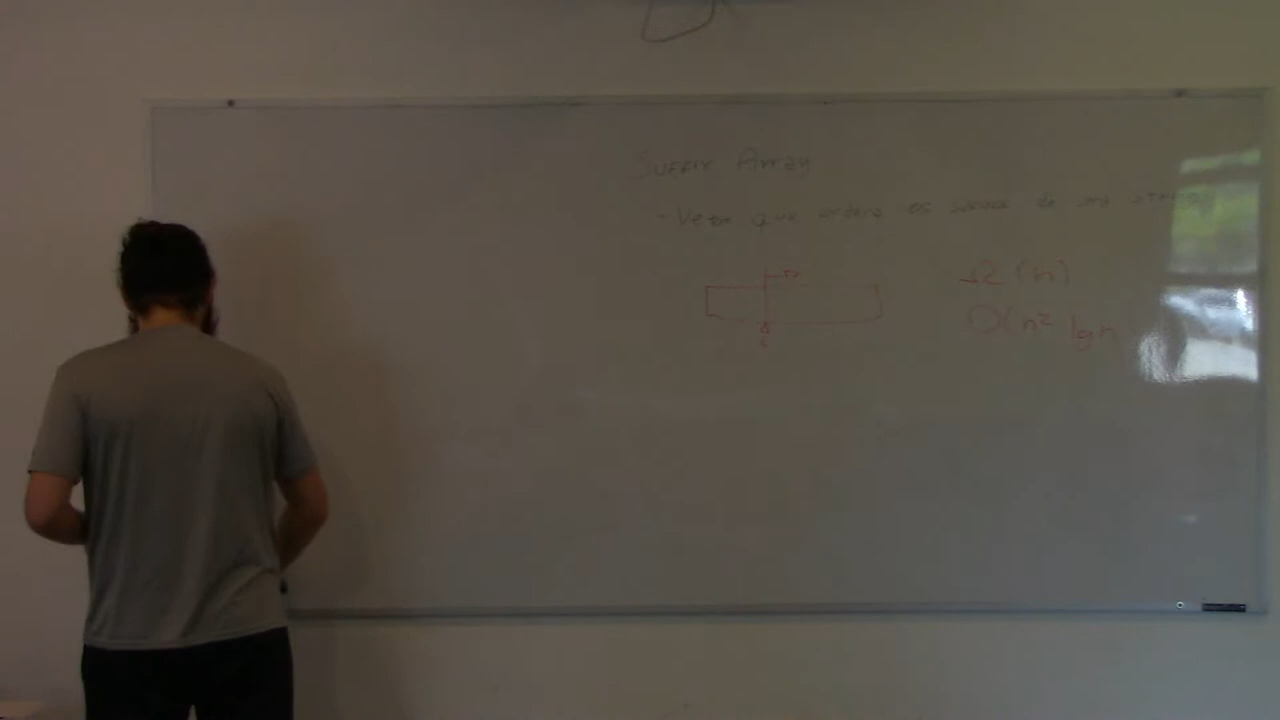 Suffix Array
- Vetor que ordena os sufixos de uma string
Ω(n)
O(n² lg n